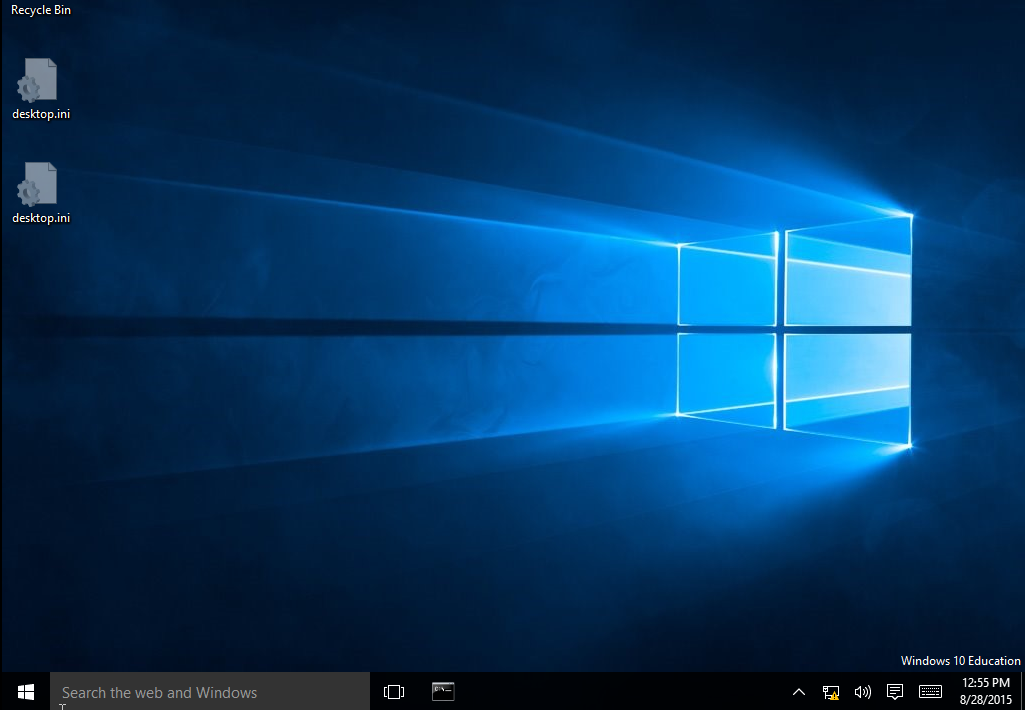 Recycle Bin
desktop.ini
desktop.ini
Windows 10 Education
Search the web and Windows
12:55 PM
8/28/2015